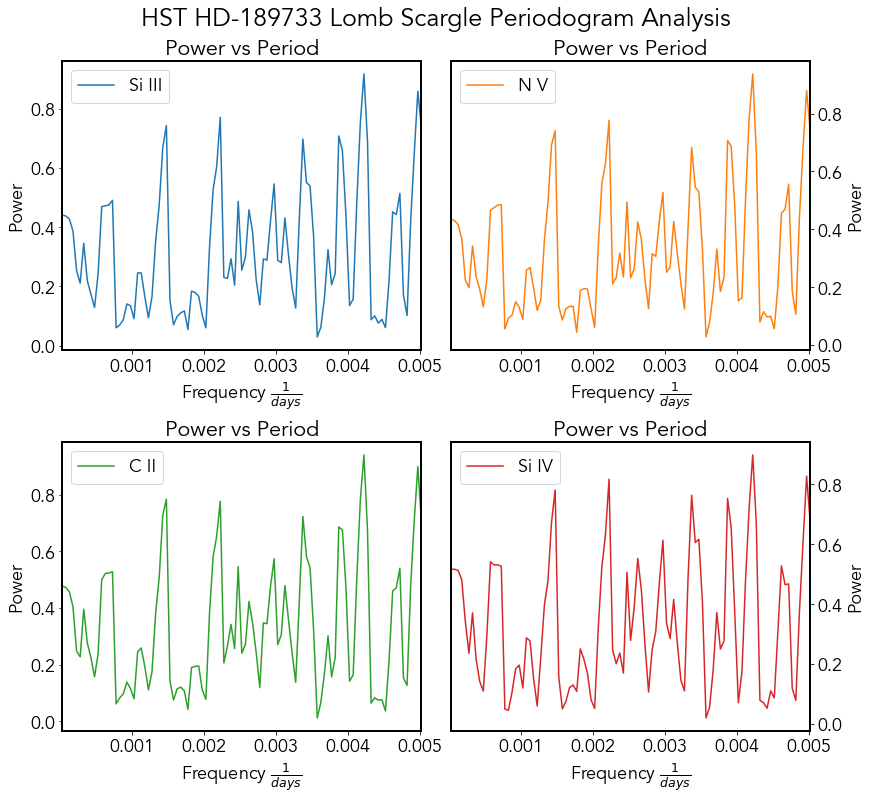 HST HD-189733 Lomb Scargle Periodogram Analysis
Power vs Period
Power vs Period
Si III
N V
0.8
0.6
0.4
0.2
0.0
Power
0.8
0.6
0.4
0.2
0.0
Power
0.001 0.002 0.003 0.004 0.005
0.001 0.002 0.003 0.004 0.005
Frequency 1/days
Frequency 1/days
Power vs Period
Power vs Period
C II
Si IV
0.8
0.6
0.4
0.2
0.0
Power
0.8
0.6
0.4
0.2
0.0
Power
0.001 0.002 0.003 0.004 0.005
0.001 0.002 0.003 0.004 0.005
Frequency 1/days
Frequency 1/days